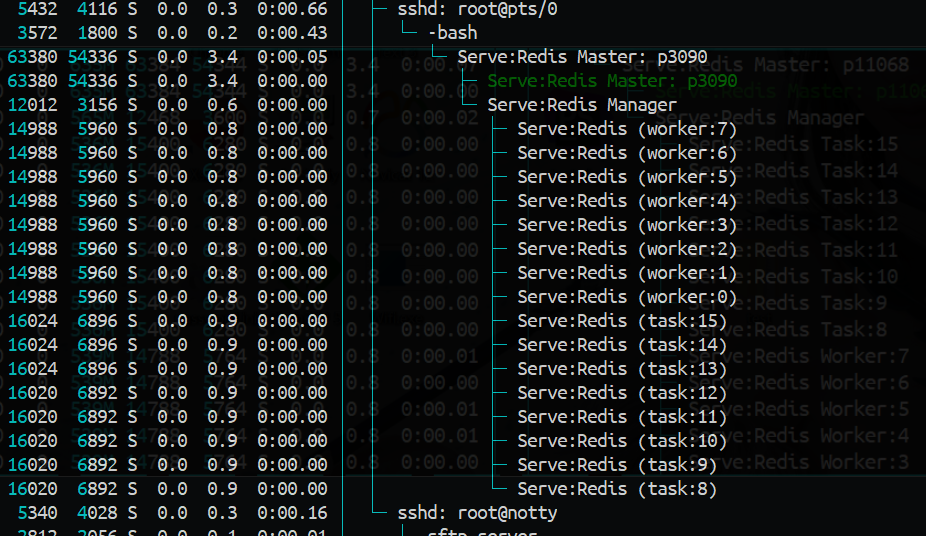 5432 4116 S 0.0 0.3 0:00.66 sshd: root@pts/0
3572 1800 S 0.0 0.2 0:00.43 -bash
63380 54336 S 0.0 3.4 0:00.05 Serve:Redis Master: p3090
63380 54336 S 0.0 3.4 0:00.00 Serve:Redis Master: p3090
12012 3156 S 0.0 0.6 0:00.00 Serve:Redis Manager
14988 5960 S 0.0 0.8 0:00.00 Serve:Redis (worker:7)
14988 5960 S 0.0 0.8 0:00.00 Serve:Redis (worker:6)
14988 5960 S 0.0 0.8 0:00.00 Serve:Redis (worker:5)
14988 5960 S 0.0 0.8 0:00.00 Serve:Redis (worker:4)
14988 5960 S 0.0 0.8 0:00.00 Serve:Redis (worker:3)
14988 5960 S 0.0 0.8 0:00.00 Serve:Redis (worker:2)
14988 5960 S 0.0 0.8 0:00.00 Serve:Redis (worker:1)
14988 5960 S 0.0 0.8 0:00.00 Serve:Redis (worker:0)
16024 6896 S 0.0 0.9 0:00.00 Serve:Redis (task:15)
16024 6896 S 0.0 0.9 0:00.00 Serve:Redis (task:14)
16024 6896 S 0.0 0.9 0:00.00 Serve:Redis (task:13)
16020 6892 S 0.0 0.9 0:00.00 Serve:Redis (task:12)
16020 6892 S 0.0 0.9 0:00.00 Serve:Redis (task:11)
16020 6892 S 0.0 0.9 0:00.00 Serve:Redis (task:10)
16020 6892 S 0.0 0.9 0:00.00 Serve:Redis (task:9)
16020 6892 S 0.0 0.9 0:00.00 Serve:Redis (task:8)
5340 4028 S 0.0 0.3 0:00.16 sshd: root@notty